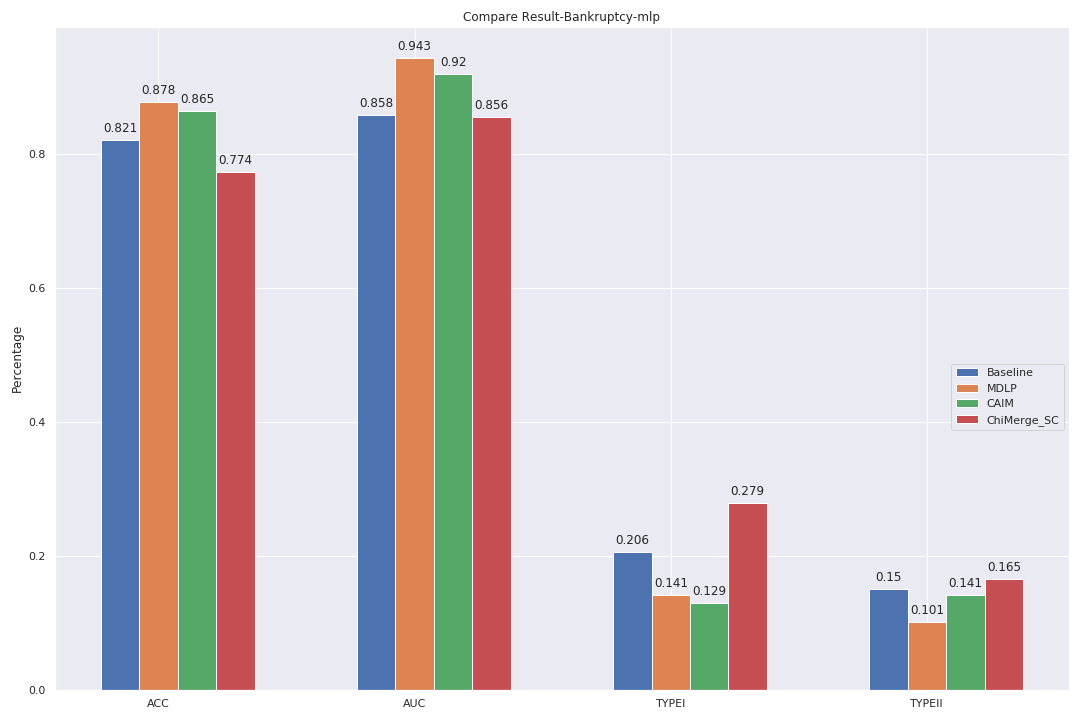 Compare Result-Bankruptcy-mlp
0.943
0.92
0.878
0.865
0.858
0.856
0.821
0.774
0.8
0.6
Percentage
Baseline
MDLP
CAIM
ChiMerge_SC
0.4
0.279
0.206
0.2
0.141
0.129
0.15
0.101
0.141
0.165
0.0
ACC
AUC
TYPEI
TYPEII